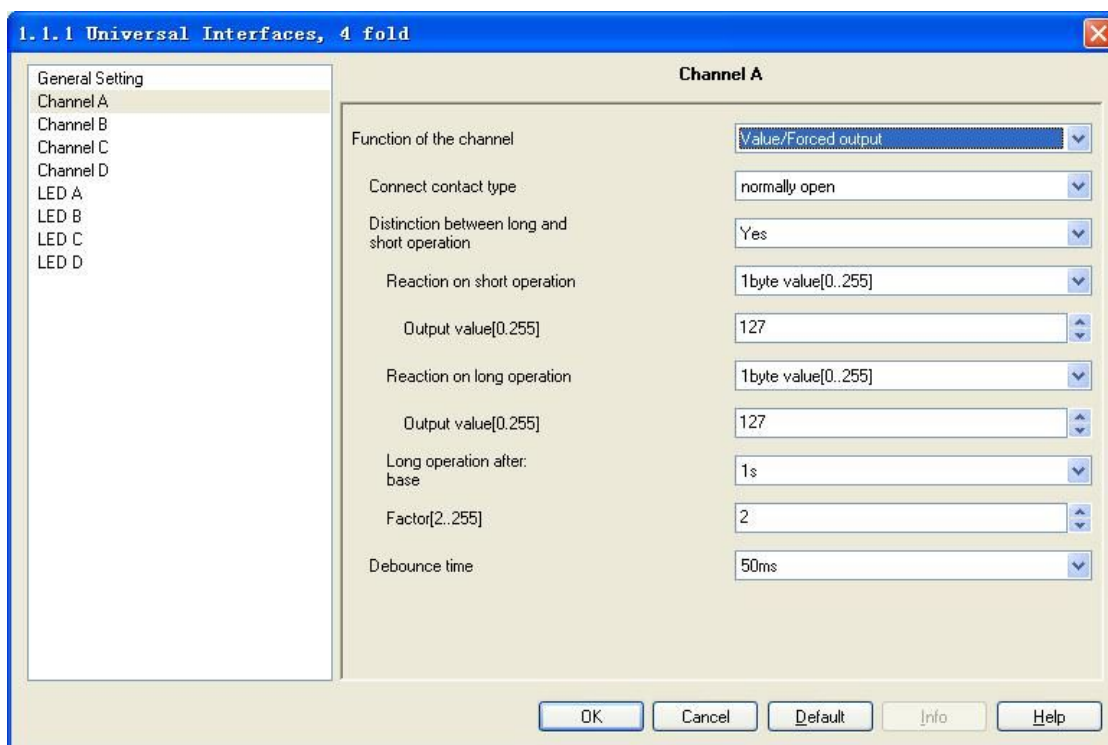 1.1.1 Universal Interfaces, 4 fold
General Setting
Channel A
Channel B
Channel C
Channel D
LED A
LED B
LED C
LED D
Channel A
Function of the channel
Value/Forced output
Connect contact type
normally open
Distinction between long and
short operation
Yes
Reaction on short operation
1byte value[0..255]
Output value[0.255]
127
Reaction on long operation
1byte value[0..255]
Output value[0.255]
127
Long operation after:
base
1s
Factor[2..255]
2
Debounce time
50ms
OK
Cancel
Default
Info
Help